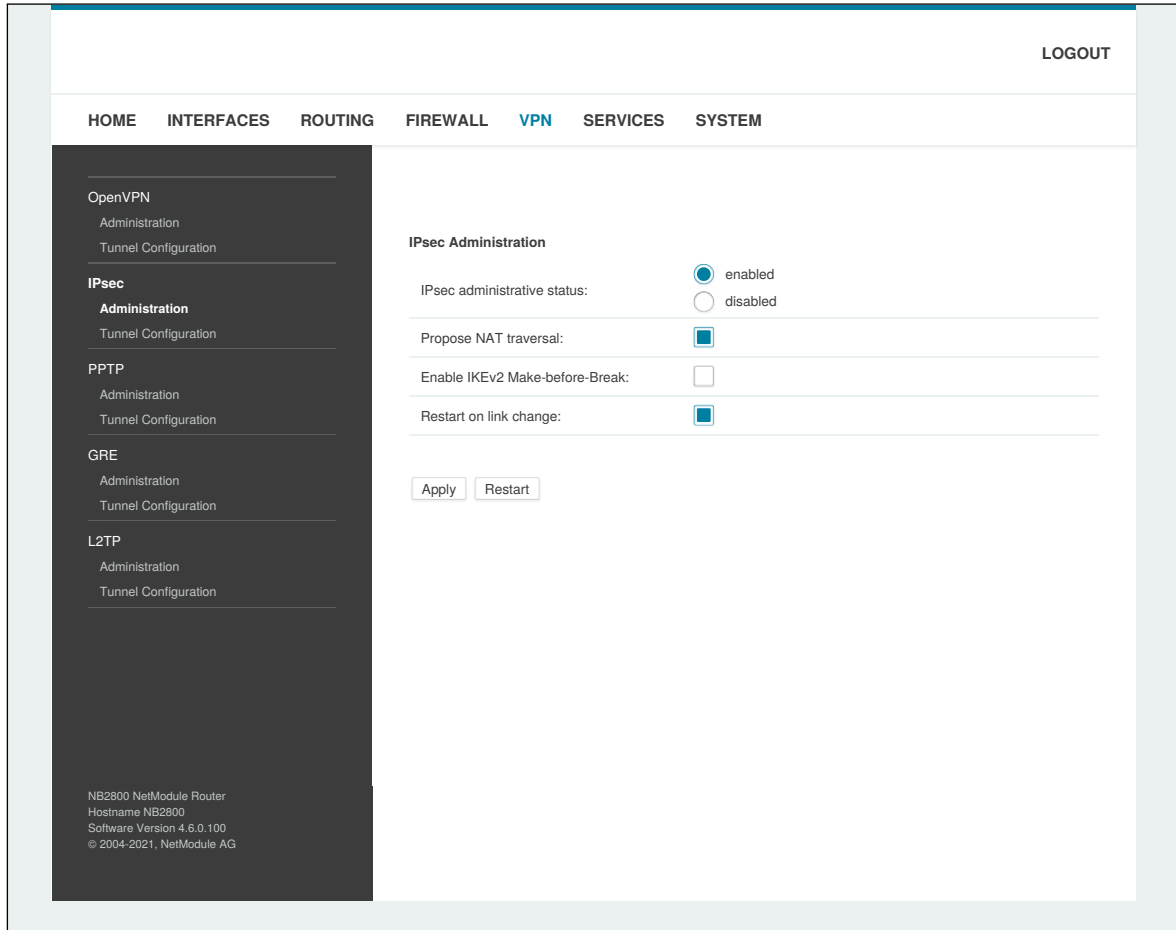 LOGOUT
HOME INTERFACES ROUTING FIREWALL VPN SERVICES SYSTEM
OpenVPN
Administration
Tunnel Configuration
IPsec
Administration
Tunnel Configuration
PPTP
Administration
Tunnel Configuration
GRE
Administration
Tunnel Configuration
L2TP
Administration
Tunnel Configuration
NB2800 NetModule Router
Hostname NB2800
Software Version 4.6.0.100
© 2004-2021, NetModule AG
IPsec Administration
IPsec administrative status:
enabled
disabled
Propose NAT traversal:
Enable IKEv2 Make-before-Break:
Restart on link change:
Apply Restart